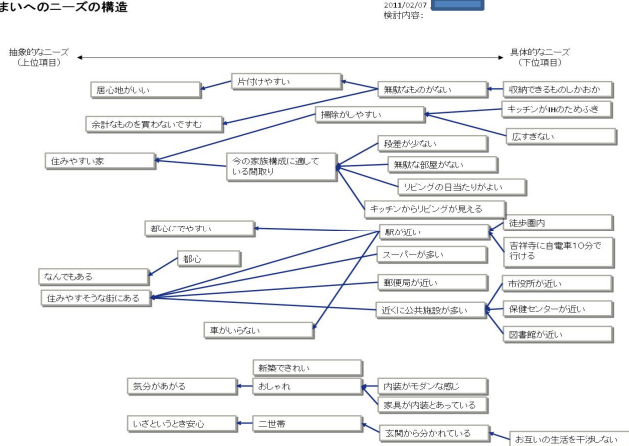 まいへのニーズの構造
2011/02/07
検討内容：
抽象的なニーズ
（上位項目）
具体的なニーズ
（下位項目）
居心地がいい
片付けやすい
無駄なものがない
収納できるものしかおか
余計なものを買わないですむ
掃除がしやすい
キッチンがIHのためふき
広すぎない
住みやすい家
今の家族構成に適して
いる間取り
段差が少ない
無駄な部屋がない
リビングの日当たりがよい
キッチンからリビングが見える
都心にでやすい
駅が近い
徒歩圏内
吉祥寺に自電車10分で
行ける
都心
スーパーが多い
なんでもある
住みやすそうな街にある
郵便局が近い
市役所が近い
近くに公共施設が多い
保健センターが近い
車がいらない
図書館が近い
新築できれい
気分があがる
おしゃれ
内装がモダンな感じ
家具が内装とあっている
いざというとき安心
二世帯
玄関から分かれている
お互いの生活を干渉しない